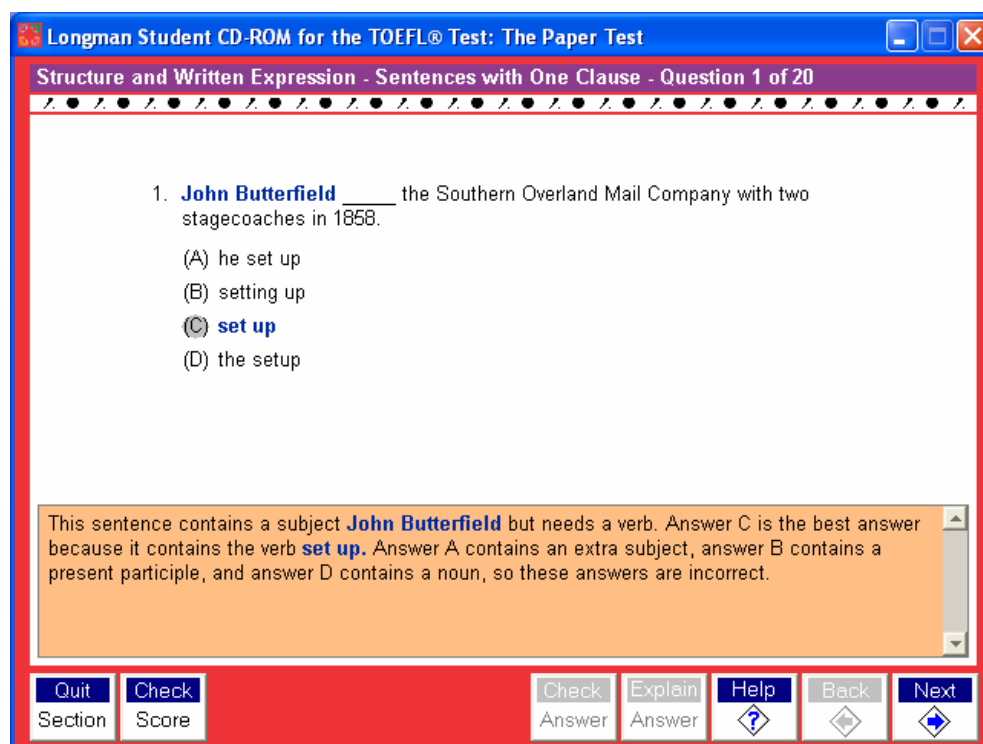 Longman Student CD-ROM for the TOEFL® Test: The Paper Test
Structure and Written Expression - Sentences with One Clause - Question 1 of 20
1. John Butterfield _____ the Southern Overland Mail Company with two
stagecoaches in 1858.
(A) he set up
(B) setting up
(C) set up
(D) the setup
This sentence contains a subject John Butterfield but needs a verb. Answer C is the best answer
because it contains the verb set up. Answer A contains an extra subject, answer B contains a
present participle, and answer D contains a noun, so these answers are incorrect.
Quit Check Check Explain Help Back Next
Section Score Answer Answer ?